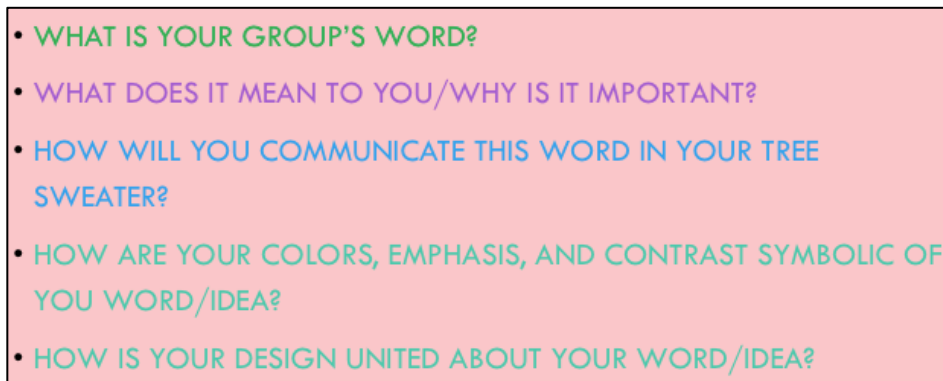 • WHAT IS YOUR GROUP'S WORD?
• WHAT DOES IT MEAN TO YOU/WHY IS IT IMPORTANT?
• HOW WILL YOU COMMUNICATE THIS WORD IN YOUR TREE
SWEATER?
• HOW ARE YOUR COLORS, EMPHASIS, AND CONTRAST SYMBOLIC OF
YOU WORD/IDEA?
• HOW IS YOUR DESIGN UNITED ABOUT YOUR WORD/IDEA?